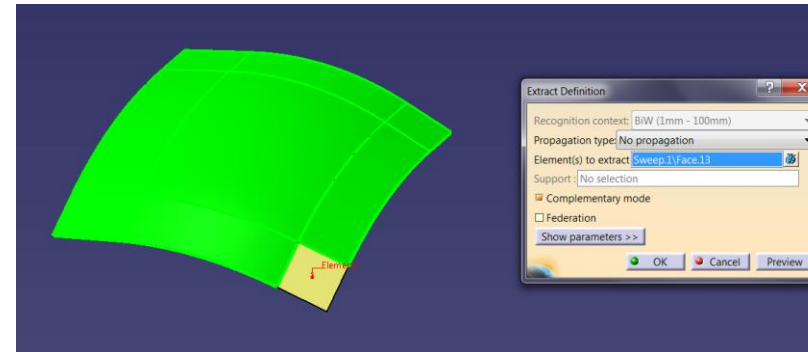 Extract Definition
Recognition context: BiW (1mm - 100mm)
Propagation type: No propagation
Element(s) to extract Sweep.1\Face.13
Support : No selection
Complementary mode
Federation
Show parameters >>
OK Cancel Preview